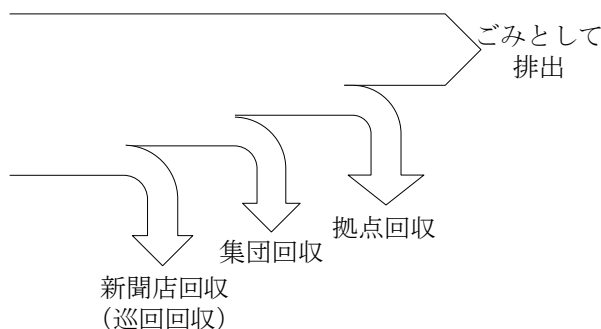 ごみとして
排出
拠点回収
集団回収
新聞店回収
（巡回回収）